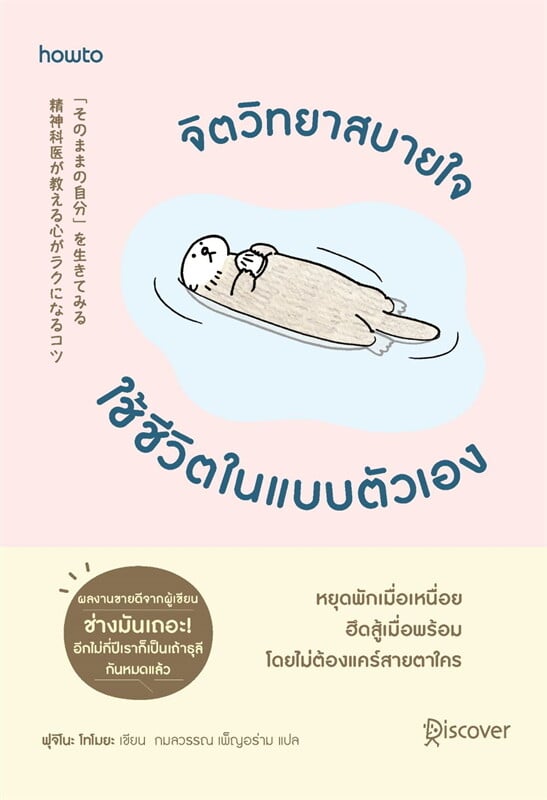 howto
「そのままの自分」を生きてみる
精神科医が教える心がラクになるコツ
จิตวิทยาสบายใจ
ใช้ชีวิตในแบบตัวเอง
ผลงานขายดีจากผู้เขียน
ช่างมันเถอะ!
อีกไม่กี่ปีเราก็เป็นเถ้าธุลี
กันหมดแล้ว
หยุดพักเมื่อเหนื่อย
ฮึดสู้เมื่อพร้อม
โดยไม่ต้องแคร์สายตาใคร
ฟุจิโนะ โทโมยะ เขียน กมลวรรณ เพ็ญอร่าม แปล
Discover